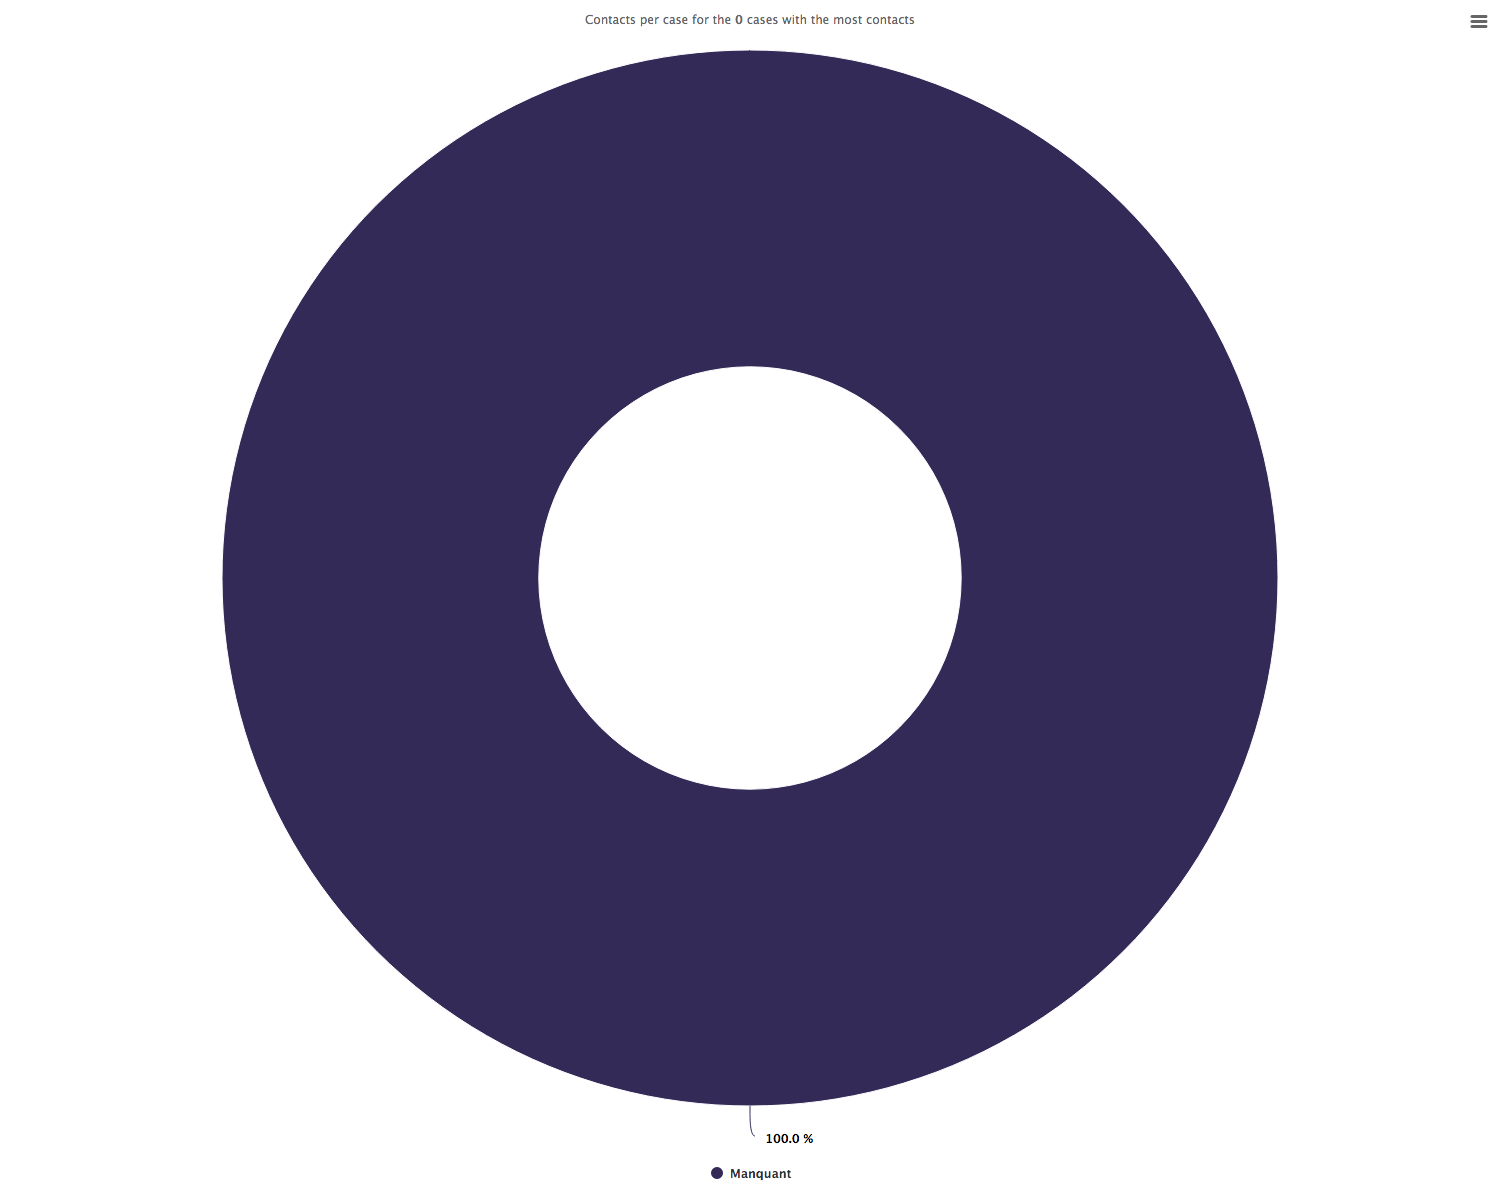 Contacts per case for the 0 cases with the most contacts
100.0 %
Manquant